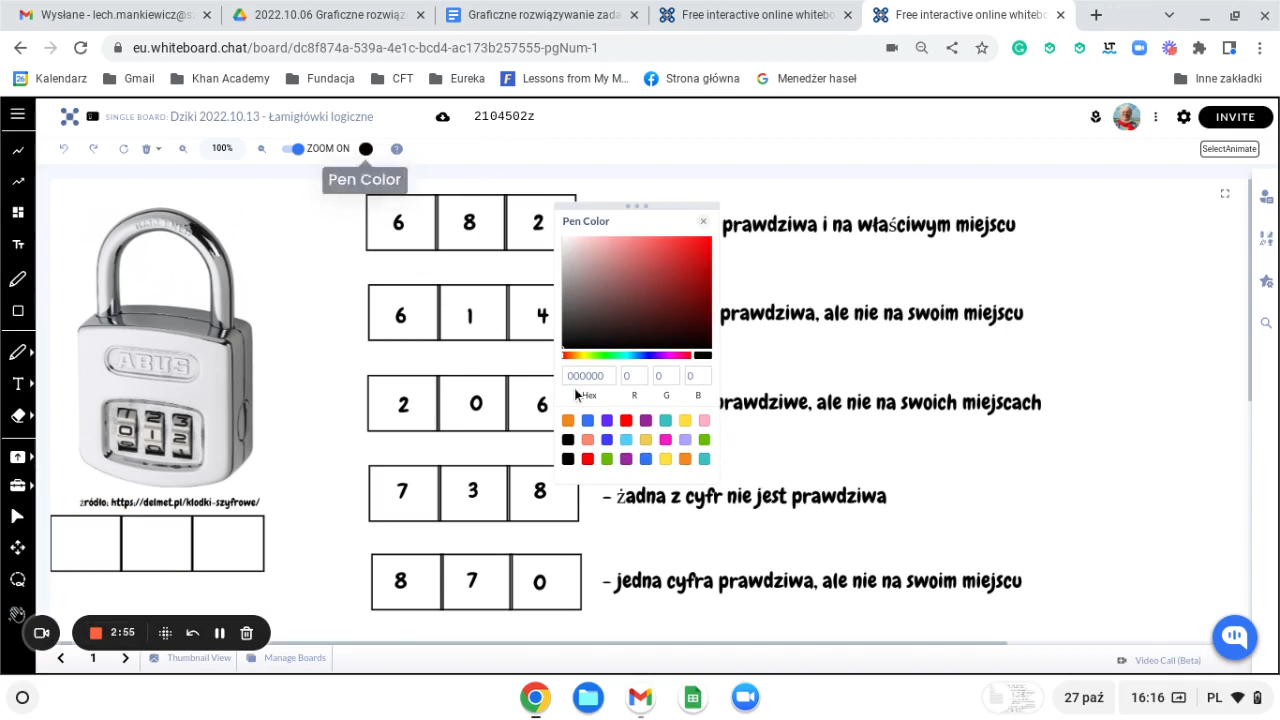 Wysłane - lech.mankiewicz@s
2022.10.06 Graficzne rozwiąz
Graficzne rozwiązywanie zada
Free interactive online whitebo
Free interactive online whitebo
eu.whiteboard.chat/board/dc8f874a-539a-4e1c-bcd4-ac173b257555-pgNum-1
Kalendarz
Gmail
Khan Academy
Fundacja
CFT
Eureka
Lessons from My M...
Strona główna
Menedżer haseł
Inne zakładki
SINGLE BOARD: Dziki 2022.10.13 - Łamigłówki logiczne
2104502z
INVITE
100%
ZOOM ON
SelectAnimate
Pen Color
6 8 2
prawdziwa i na właściwym miejscu
Pen Color
6 1 4
prawdziwa, ale nie na swoim miejscu
000000 0 0 0
Hex R G B
2 0 6
prawdziwe, ale nie na swoich miejscach
ABUS
7 3 8
- żadna z cyfr nie jest prawdziwa
źródło: https://delmet.pl/klodki-szyfrowe/
8 7 0
- jedna cyfra prawdziwa, ale nie na swoim miejscu
2:55
1
Thumbnail View
Manage Boards
Video Call (Beta)
27 paź
16:16
PL